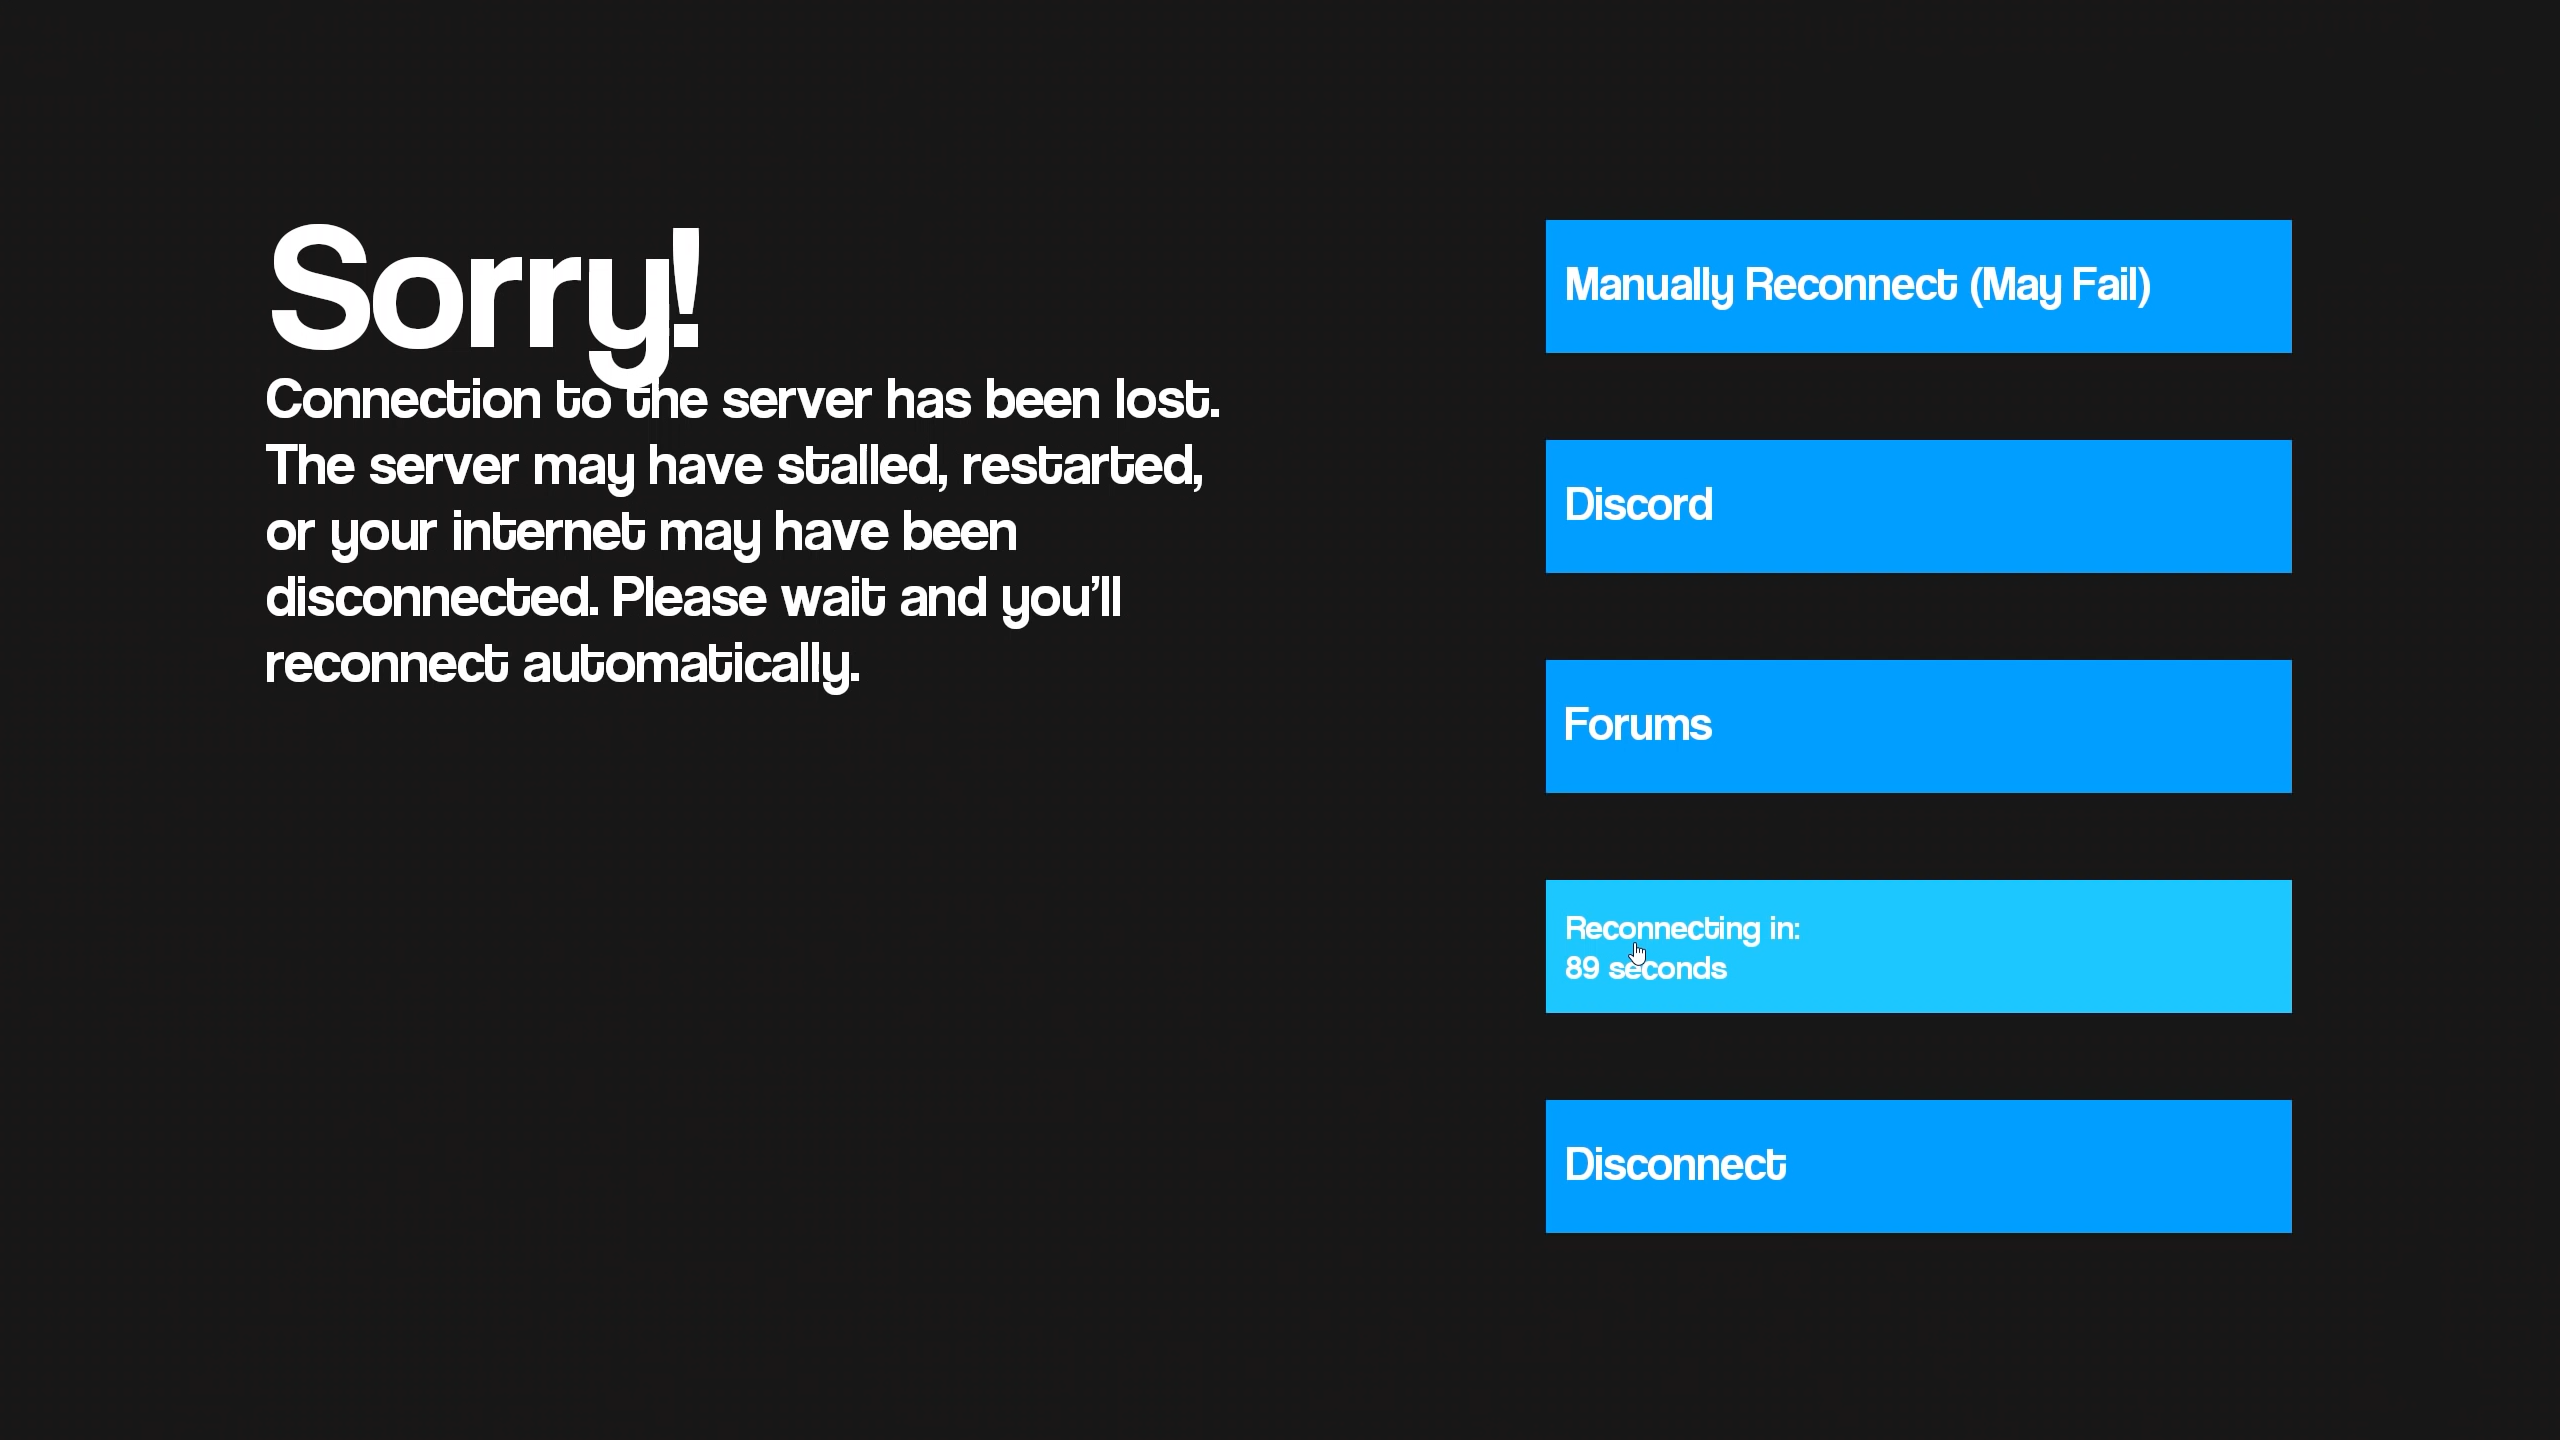 Sorry!
Connection to the server has been lost.
The server may have stalled, restarted,
or your internet may have been
disconnected. Please wait and you’ll
reconnect automatically.
Manually Reconnect (May Fail)
Discord
Forums
Reconnecting in:
89 seconds
Disconnect